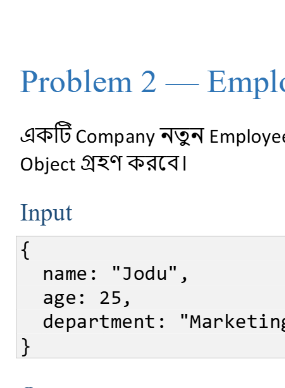 Problem 2 — Emplo
একটি Company নতুন Employee
Object গ্রহণ করবে।
Input
{
name: "Jodu",
age: 25,
department: "Marketing
}